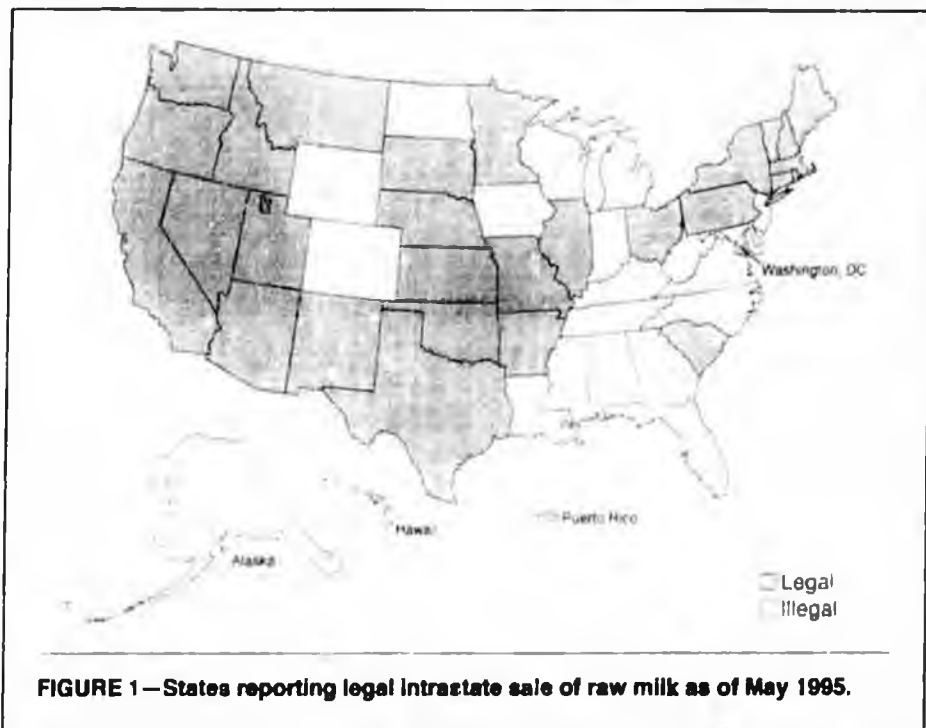 Washington, DC
Puerto Rico
Hawaii
Alaska
Legal
Illegal
FIGURE 1—States reporting legal intrastate sale of raw milk as of May 1995.